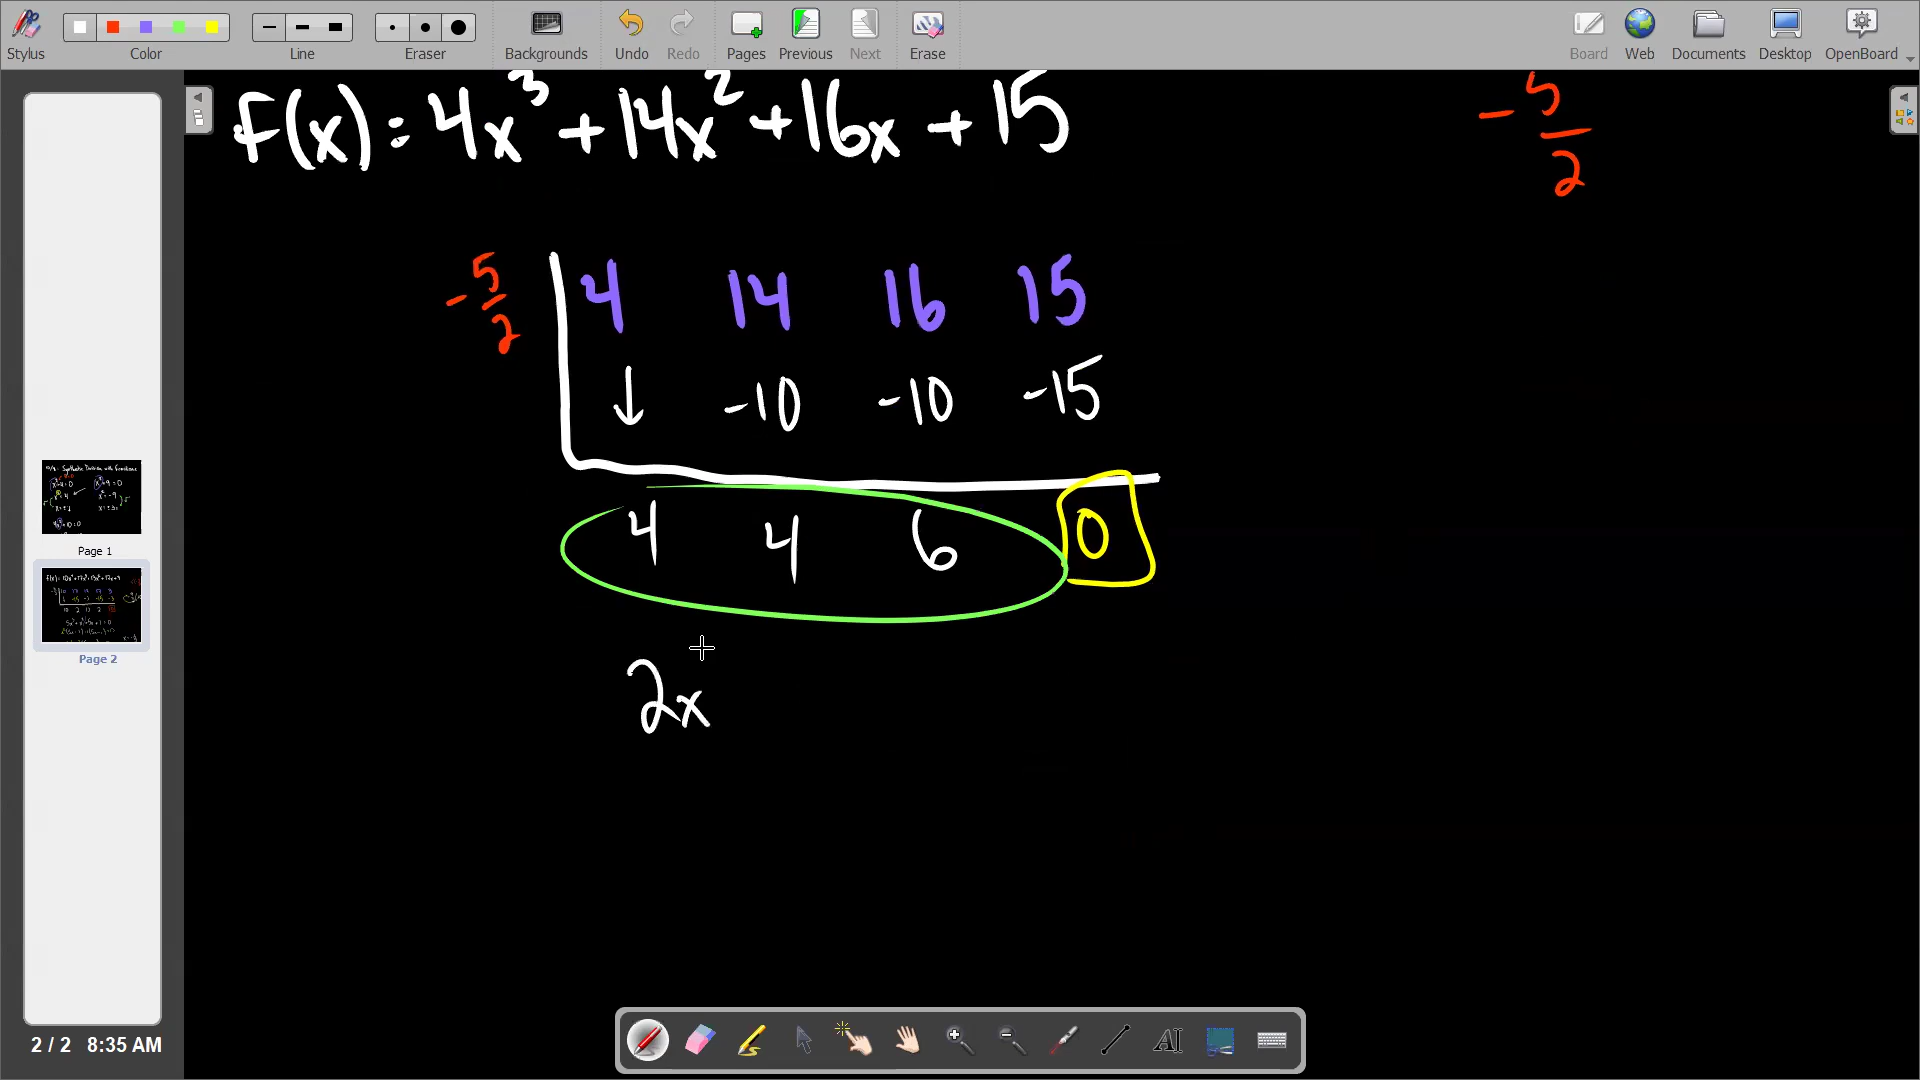 Stylus Color Line Eraser Backgrounds Undo Redo Pages Previous Next Erase Board Web Documents Desktop OpenBoard
f(x) = 4x³ + 14x² + 16x + 15
-5/2
-5/2 4 14 16 15
↓ -10 -10 -15
4 4 6 0
2x
Page 1
Page 2
2 / 2 8:35 AM